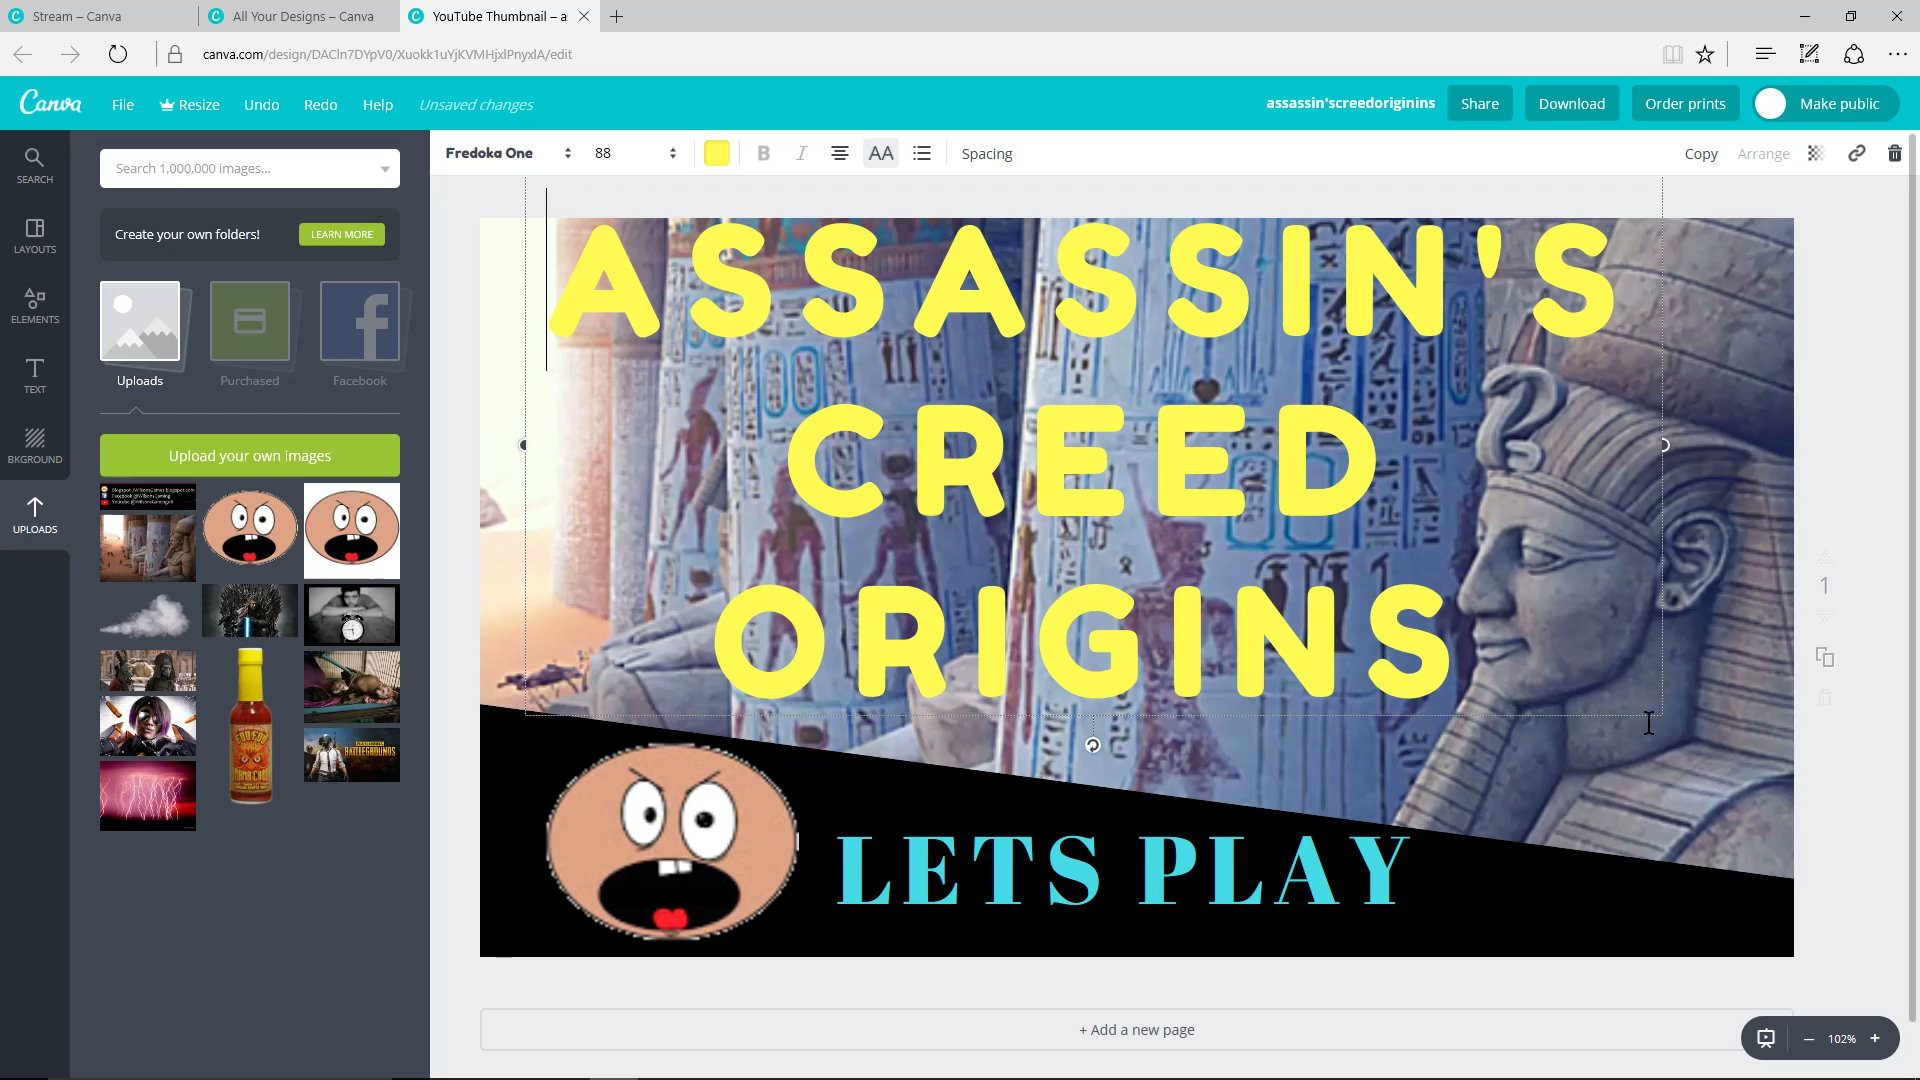 Stream – Canva
All Your Designs – Canva
YouTube Thumbnail – a
canva.com/design/DACln7DYpV0/Xuokk1uYjKVMHjxlPnyxlA/edit
Canva
File
Resize
Undo
Redo
Help
Unsaved changes
assassin'screedoriginins
Share
Download
Order prints
Make public
Fredoka One
88
B
I
AA
Spacing
Copy
Arrange
SEARCH
LAYOUTS
ELEMENTS
TEXT
BKGROUND
UPLOADS
Search 1,000,000 images...
Create your own folders!
LEARN MORE
Uploads
Purchased
Facebook
Upload your own images
BATTLEGROUNDS
ASSASSIN'S
CREED
ORIGINS
LETS PLAY
1
+ Add a new page
102%